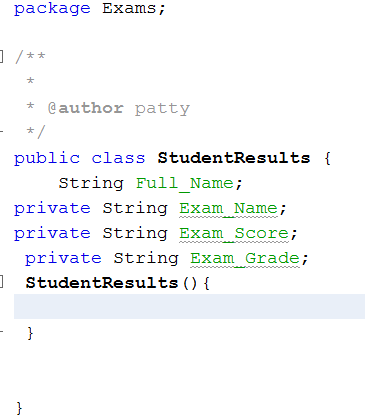 package Exams;
/**
*
* @author patty
*/
public class StudentResults {
String Full_Name;
private String Exam_Name;
private String Exam_Score;
private String Exam_Grade;
StudentResults(){
}
}